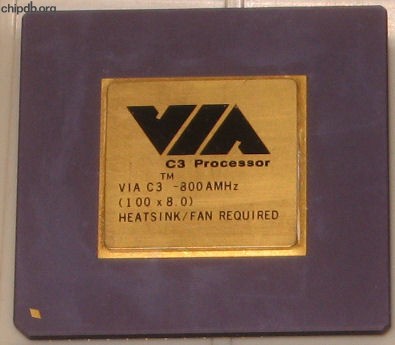 chipdb.org
VIA
C3 Processor
TM
VIA C3 -800AMHz
(100 x 8.0)
HEATSINK/FAN REQUIRED